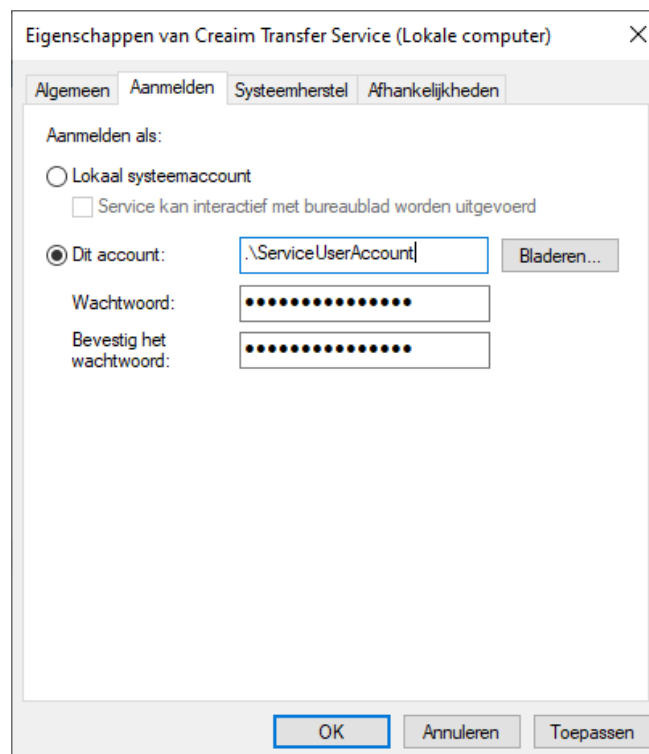 Eigenschappen van Creaim Transfer Service (Lokale computer)
Algemeen Aanmelden Systeemherstel Afhankelijkheden
Aanmelden als:
Lokaal systeemaccount
Service kan interactief met bureaublad worden uitgevoerd
Dit account: .\ServiceUserAccount Bladeren...
Wachtwoord: ●●●●●●●●●●●●●●●
Bevestig het
wachtwoord: ●●●●●●●●●●●●●●●
OK Annuleren Toepassen